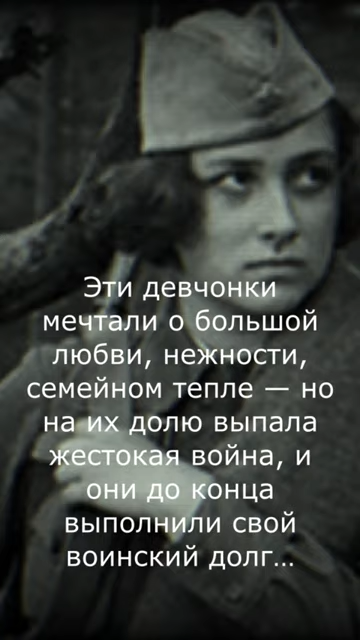 Эти девчонки
мечтали о большой
любви, нежности,
семейном тепле — но
на их долю выпала
жестокая война, и
они до конца
выполнили свой
воинский долг...